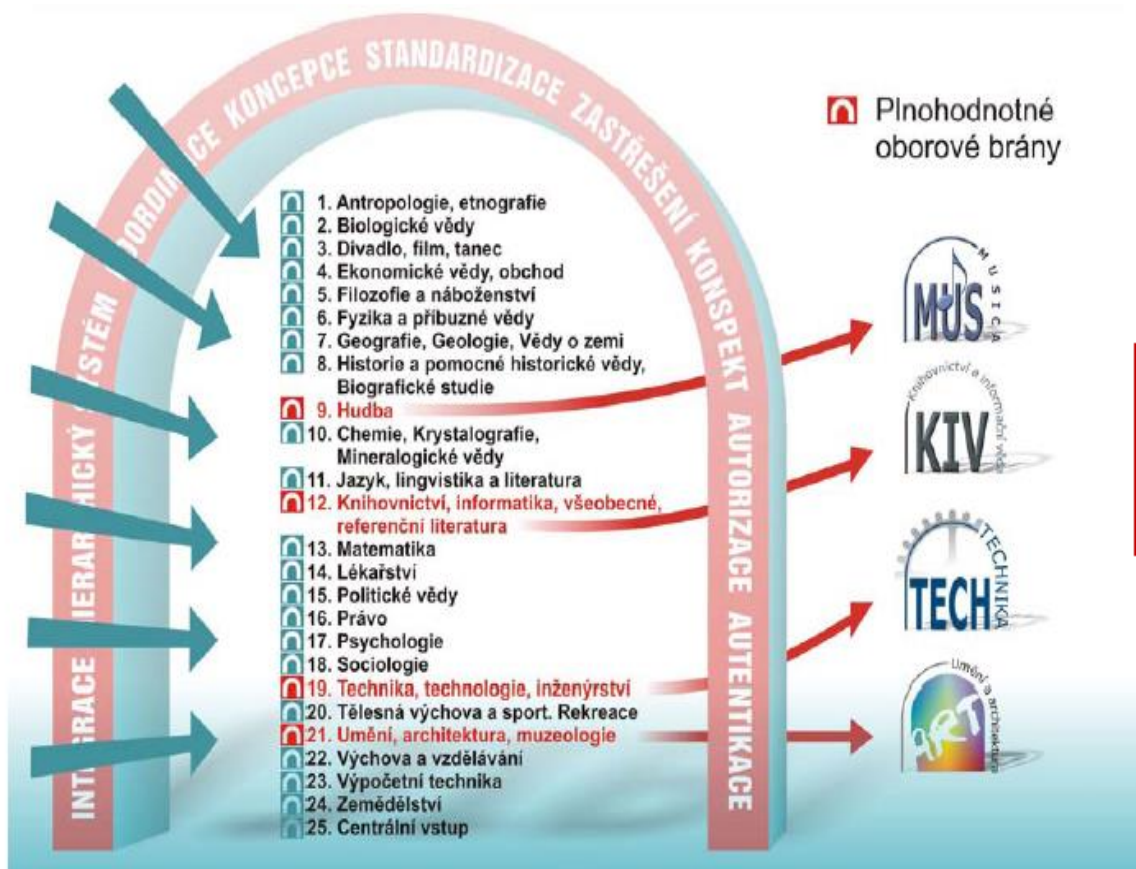 INTEGRACE HIERARCHICKÝ SYSTÉM KOORDINACE KONCEPCE STANDARDIZACE ZASTŘEŠENÍ KONSPEKT AUTORIZACE AUTENTIKACE
Plnohodnotné
oborové brány
1. Antropologie, etnografie
2. Biologické vědy
3. Divadlo, film, tanec
4. Ekonomické vědy, obchod
5. Filozofie a náboženství
6. Fyzika a příbuzné vědy
7. Geografie, Geologie, Vědy o zemi
8. Historie a pomocné historické vědy,
Biografické studie
9. Hudba
10. Chemie, Krystalografie,
Mineralogické vědy
11. Jazyk, lingvistika a literatura
12. Knihovnictví, informatika, všeobecné,
referenční literatura
13. Matematika
14. Lékařství
15. Politické vědy
16. Právo
17. Psychologie
18. Sociologie
19. Technika, technologie, inženýrství
20. Tělesná výchova a sport. Rekreace
21. Umění, architektura, muzeologie
22. Výchova a vzdělávání
23. Výpočetní technika
24. Zemědělství
25. Centrální vstup
MUS
MUSICA
KIV
Knihovnictví a informační věda
TECH
TECHNIKA
ART
Umění a architektura